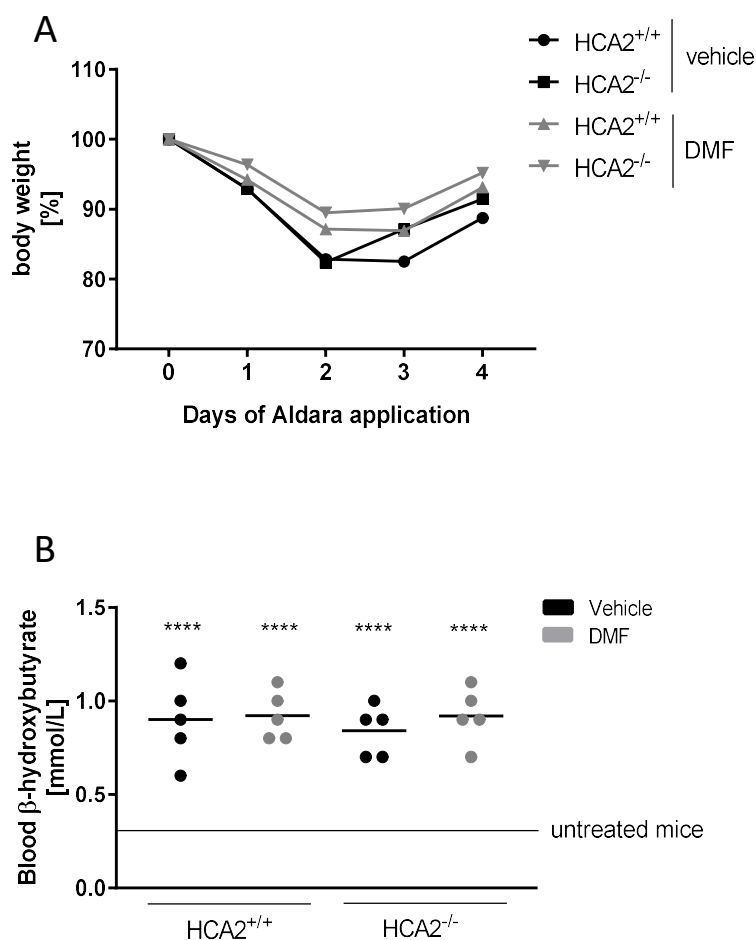 A
HCA2+/+
HCA2-/-
vehicle
HCA2+/+
HCA2-/-
DMF
110
100
90
80
70
body weight
[%]
0 1 2 3 4
Days of Aldara application
B
Vehicle
DMF
1.5
1.0
0.5
0.0
Blood β-hydroxybutyrate
[mmol/L]
**** **** **** ****
untreated mice
HCA2+/+ HCA2-/-